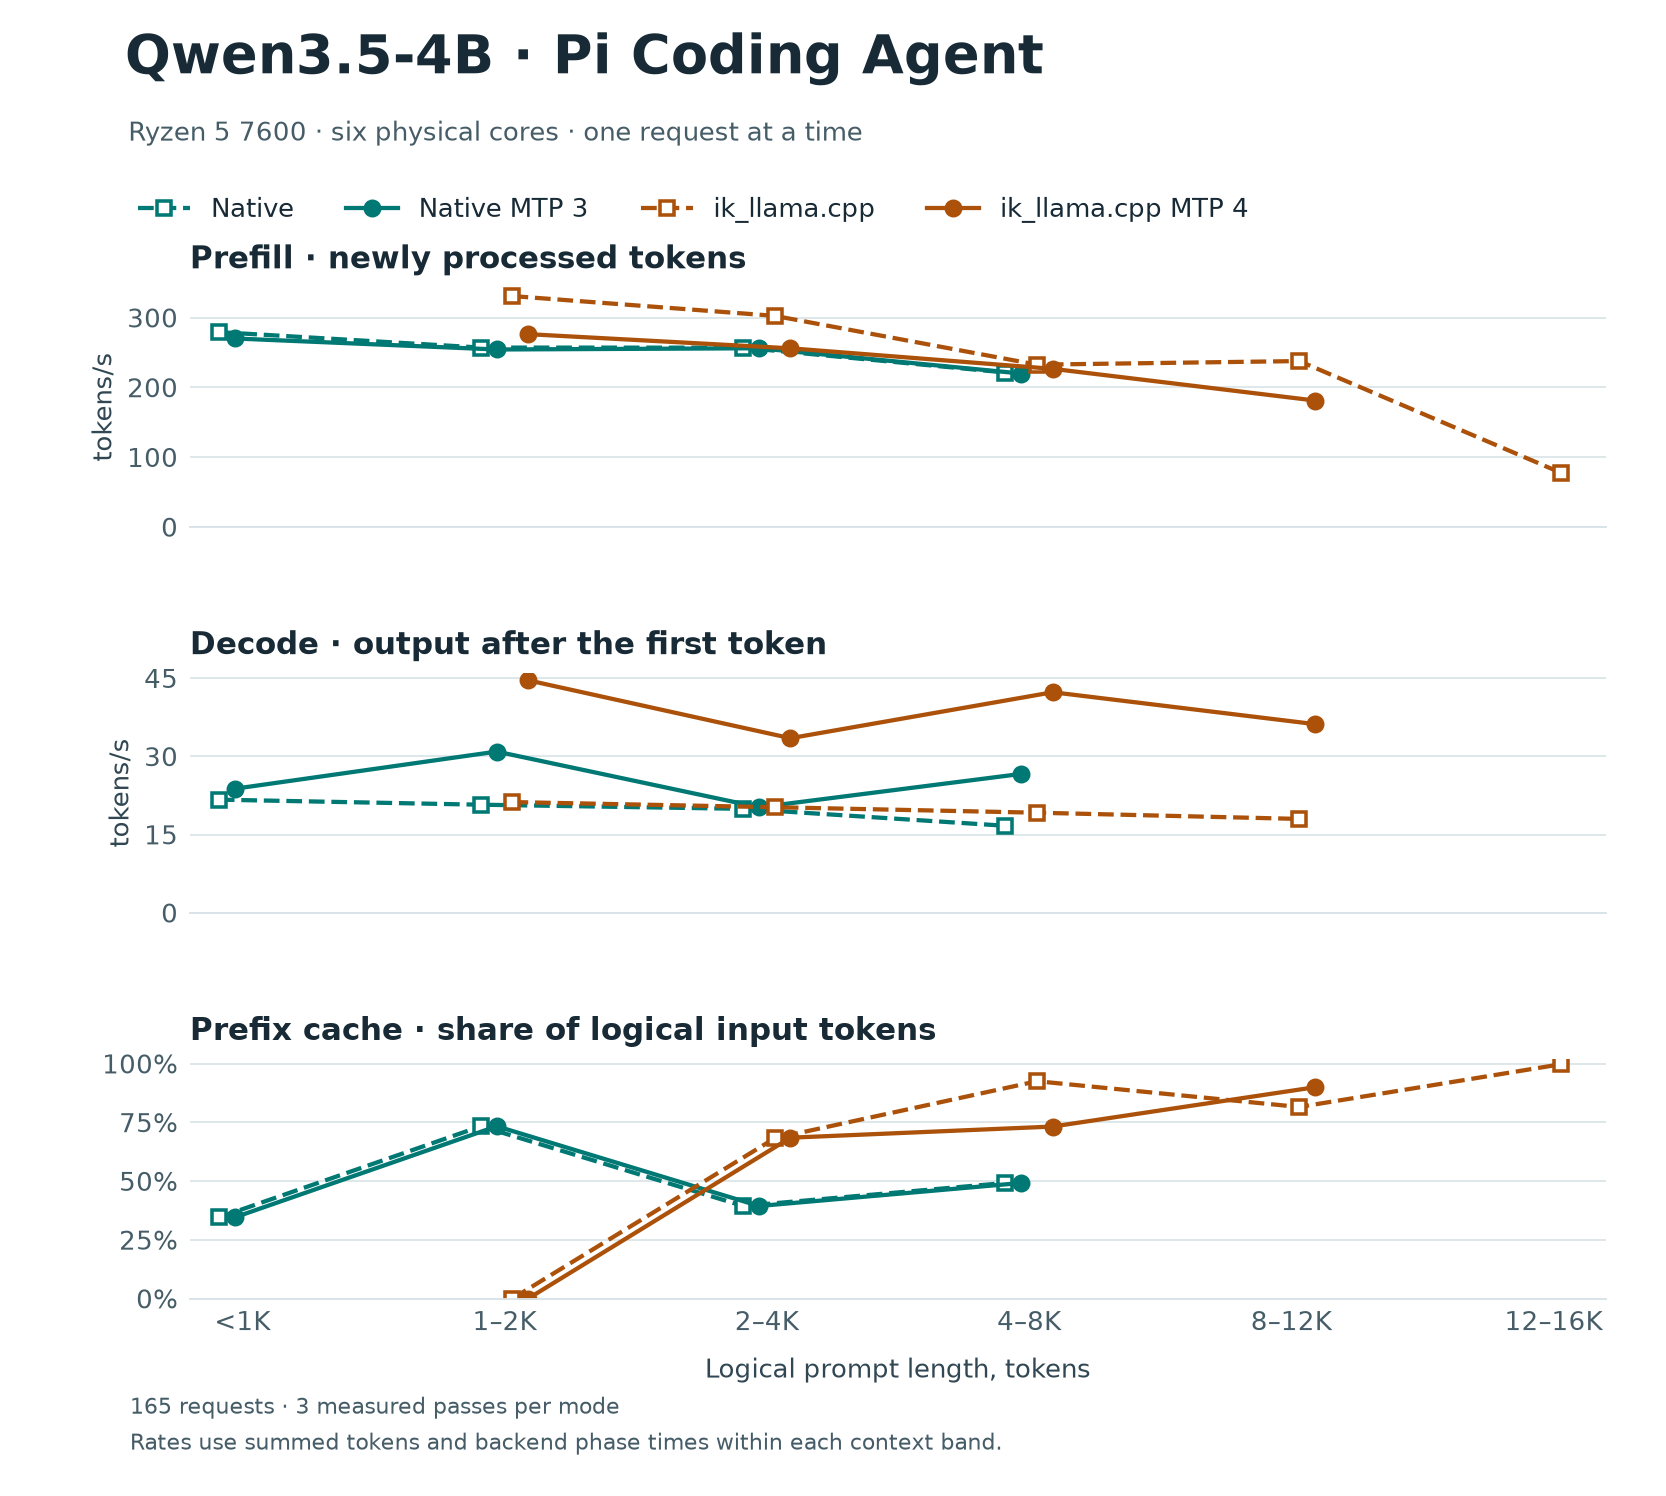 Qwen3.5-4B · Pi Coding Agent
Ryzen 5 7600 · six physical cores · one request at a time
Native
Native MTP 3
ik_llama.cpp
ik_llama.cpp MTP 4
Prefill · newly processed tokens
tokens/s
300
200
100
0
Decode · output after the first token
tokens/s
45
30
15
0
Prefix cache · share of logical input tokens
100%
75%
50%
25%
0%
<1K
1–2K
2–4K
4–8K
8–12K
12–16K
Logical prompt length, tokens
165 requests · 3 measured passes per mode
Rates use summed tokens and backend phase times within each context band.